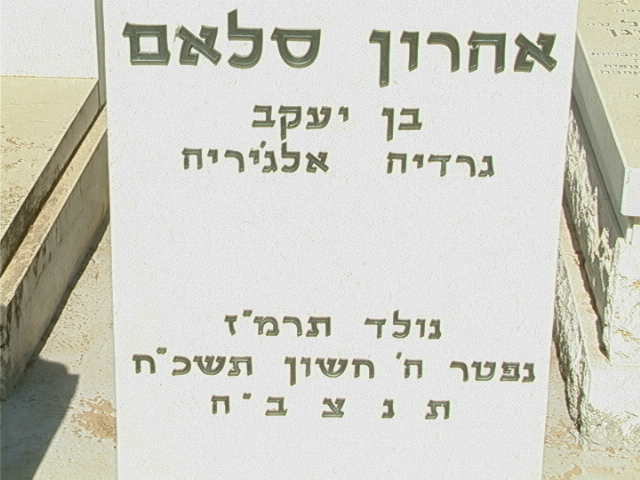 אהרון סלאם
בן יעקב
גרדיה אלג'יריה
נולד תרמ"ז
נפטר ה' חשון תשכ"ח
ת נ צ ב " ה